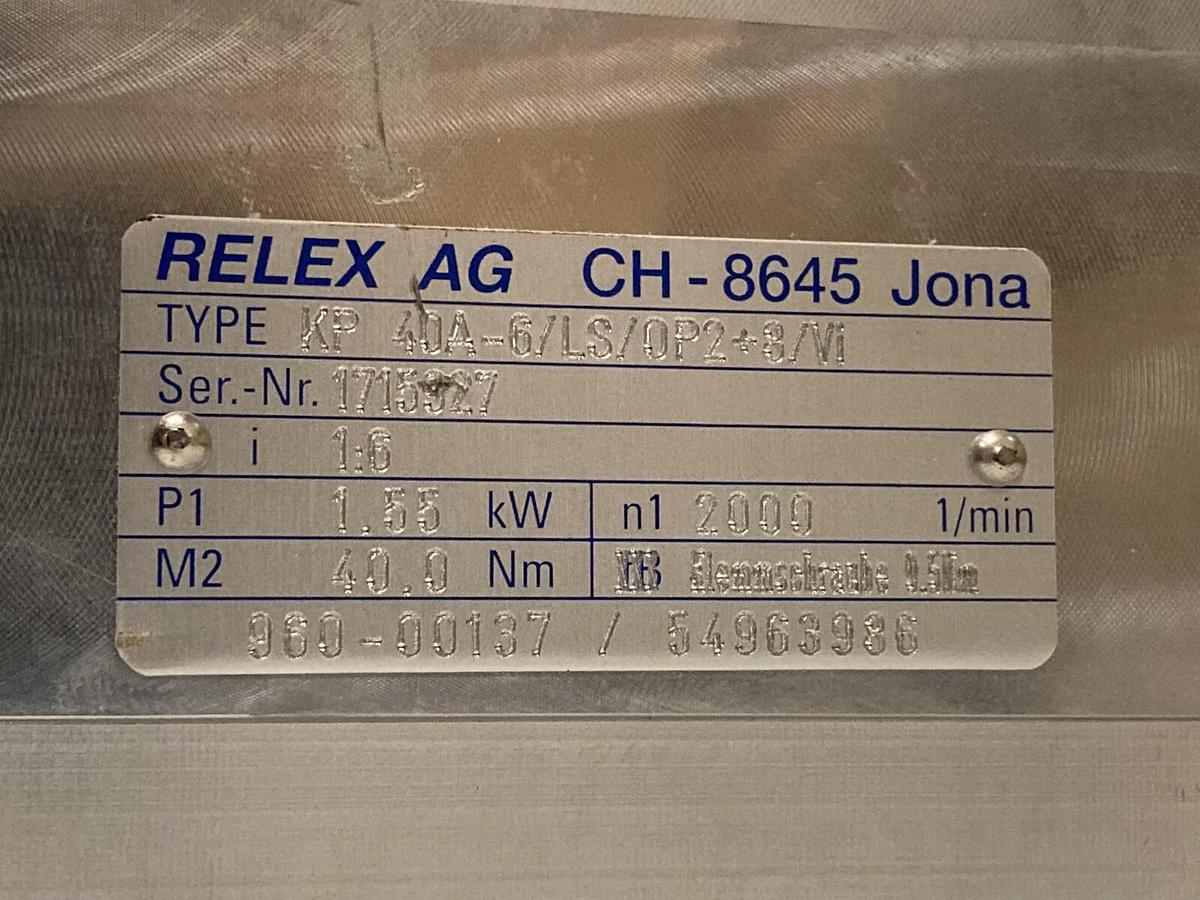 RELEX AG CH-8645 Jona
TYPE KP 40A-6/LS/OP2+8/Vi
Ser.-Nr. 1715927
i 1:6
P1 1.55 kW n1 2000 1/min
M2 40.0 Nm Klemmschraube 9.5Nm
960-00137 / 54963986